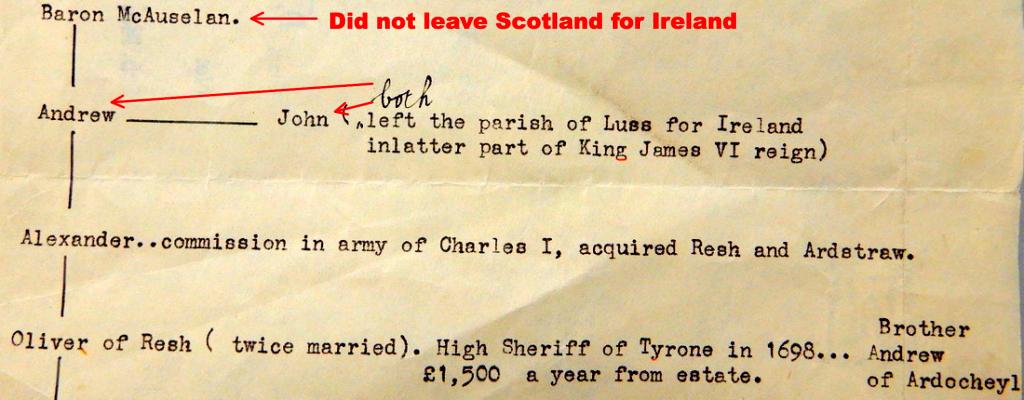 Baron McAuselan. Did not leave Scotland for Ireland
both
Andrew John (,left the parish of Luss for Ireland
inlatter part of King James VI reign)
Alexander..commission in army of Charles I, acquired Resh and Ardstraw.
Brother
Oliver of Resh ( twice married). High Sheriff of Tyrone in 1698... Andrew
£1,500 a year from estate. of Ardocheyl